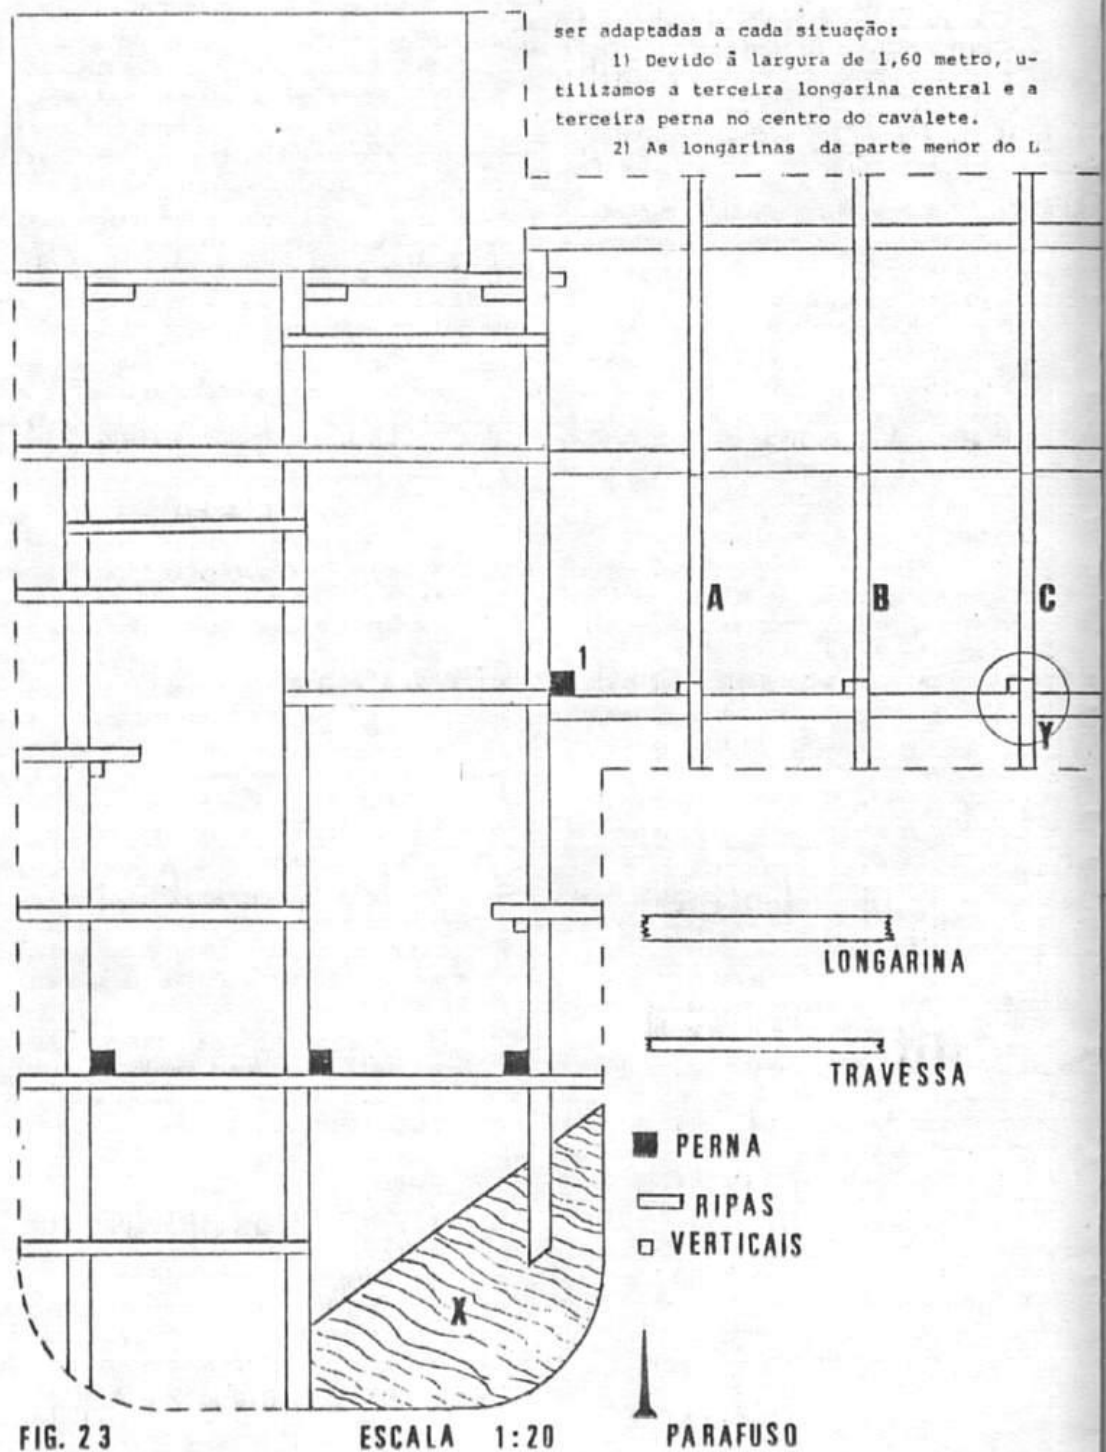 ser adaptadas a cada situação:
1) Devido ã largura de 1,60 metro, u-
tilizamos a terceira longarina central e a
terceira perna no centro do cavalete.
2) As longarinas da parte menor do L
A
B
C
1
Y
LONGARINA
TRAVESSA
PERNA
RIPAS
VERTICAIS
X
FIG. 23
ESCALA 1:20
PARAFUSO